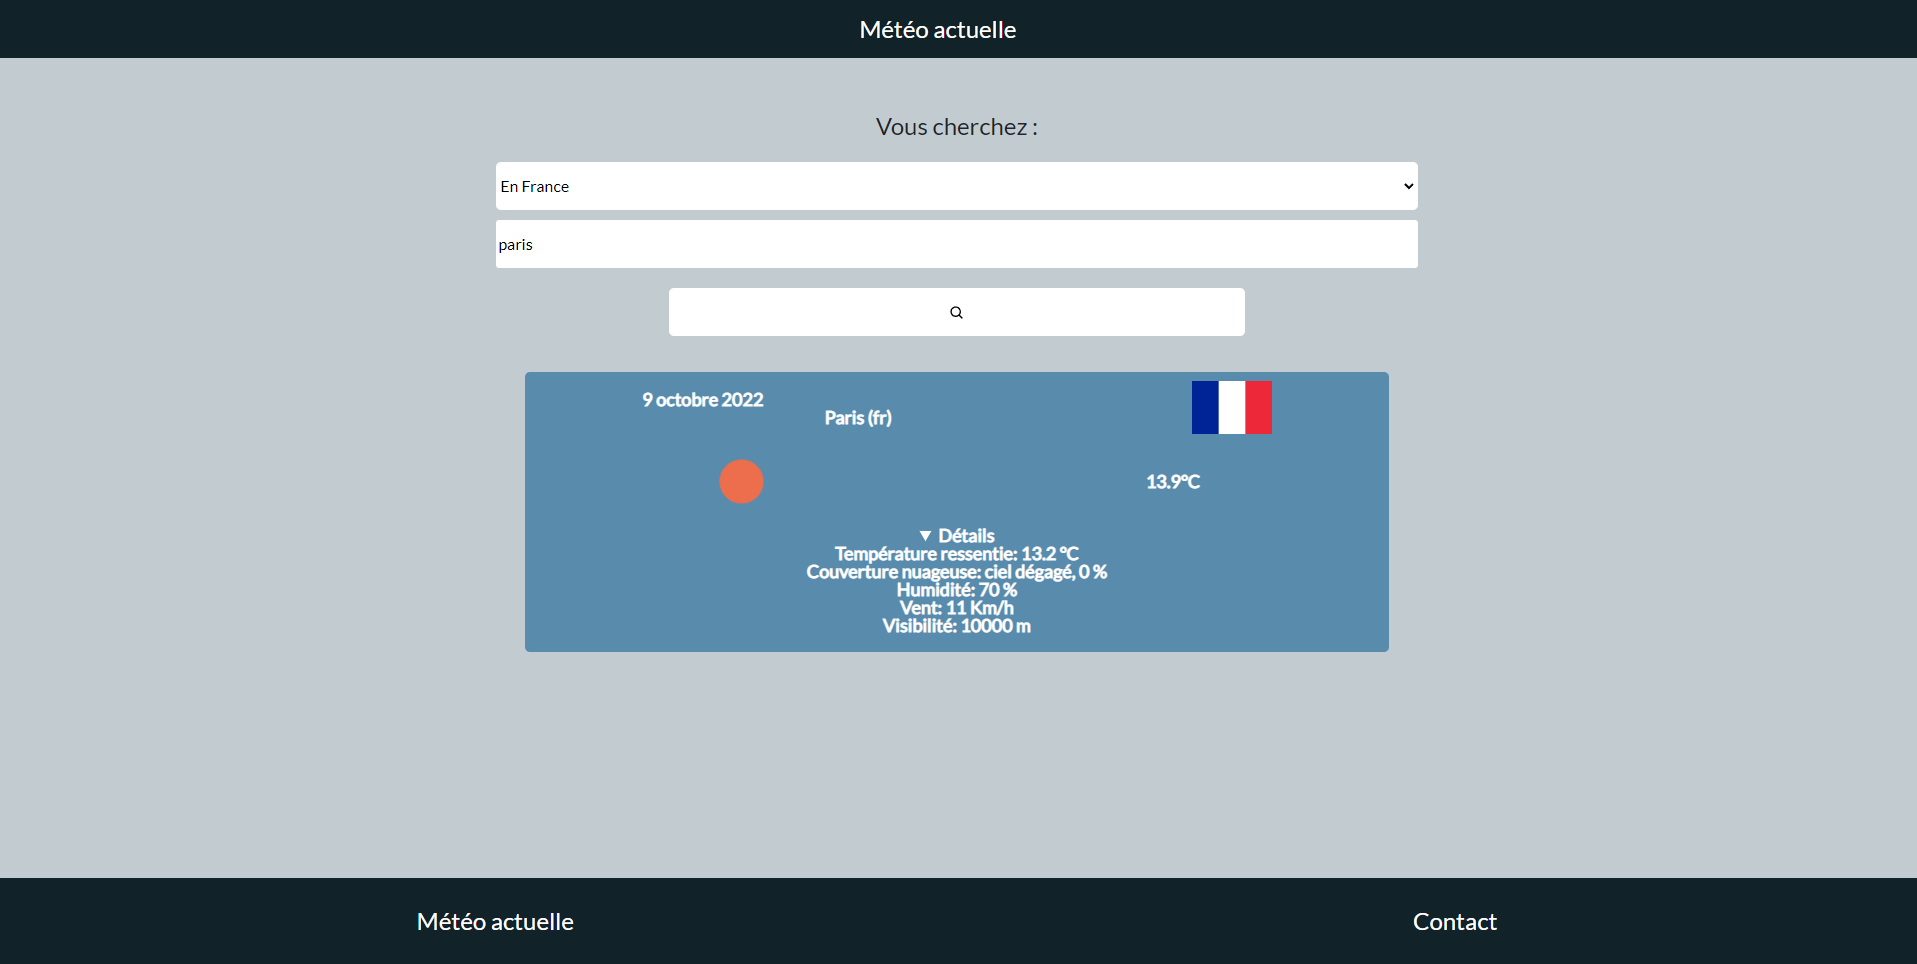 Météo actuelle
Vous cherchez :
En France
paris
9 octobre 2022
Paris (fr)
13.9°C
▼ Détails
Température ressentie: 13.2 °C
Couverture nuageuse: ciel dégagé, 0 %
Humidité: 70 %
Vent: 11 Km/h
Visibilité: 10000 m
Météo actuelle
Contact